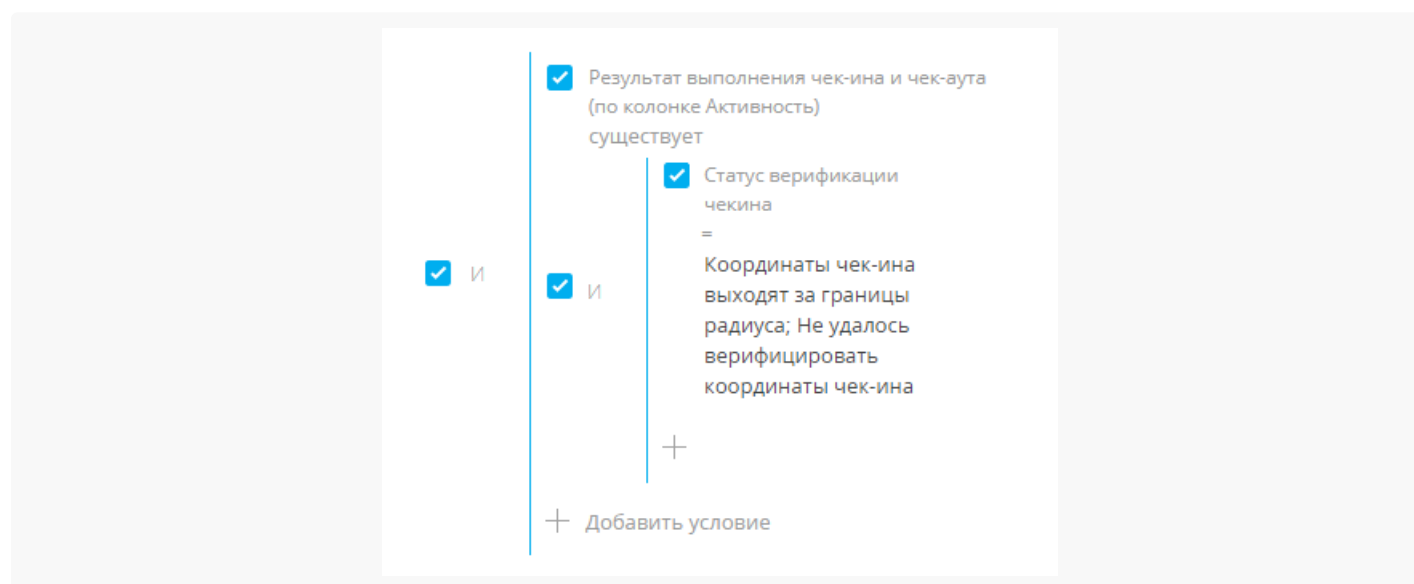 Результат выполнения чек-ина и чек-аута
(по колонке Активность)
существует
Статус верификации
чекина
=
Координаты чек-ина
выходят за границы
радиуса; Не удалось
верифицировать
координаты чек-ина
И
И
+
+ Добавить условие